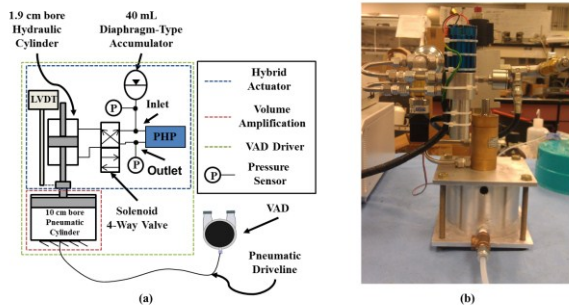 1.9 cm bore
Hydraulic
Cylinder
40 mL
Diaphragm-Type
Accumulator
LVDT
P
Inlet
PHP
P
Outlet
10 cm bore
Pneumatic
Cylinder
Solenoid
4-Way Valve
Hybrid
Actuator
Volume
Amplification
VAD Driver
P
Pressure
Sensor
VAD
Pneumatic
Driveline
(a)
(b)